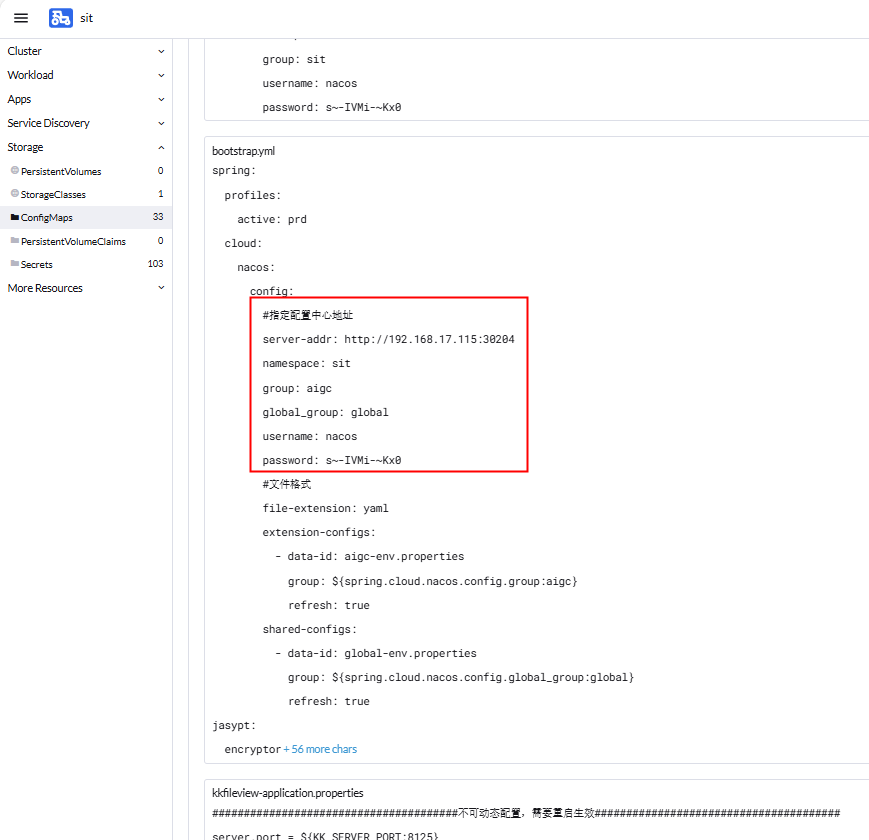 sit
Cluster
Workload
Apps
Service Discovery
Storage
PersistentVolumes 0
StorageClasses 1
ConfigMaps 33
PersistentVolumeClaims 0
Secrets 103
More Resources
group: sit
username: nacos
password: s~-IVMi-~Kx0
bootstrap.yml
spring:
profiles:
active: prd
cloud:
nacos:
config:
#指定配置中心地址
server-addr: http://192.168.17.115:30204
namespace: sit
group: aigc
global_group: global
username: nacos
password: s~-IVMi-~Kx0
#文件格式
file-extension: yaml
extension-configs:
- data-id: aigc-env.properties
group: ${spring.cloud.nacos.config.group:aigc}
refresh: true
shared-configs:
- data-id: global-env.properties
group: ${spring.cloud.nacos.config.global_group:global}
refresh: true
jasypt:
encryptor + 56 more chars
kkfileview-application.properties
#######################################不可动态配置，需要重启生效#######################################
server.port = ${KK_SERVER_PORT:8125}